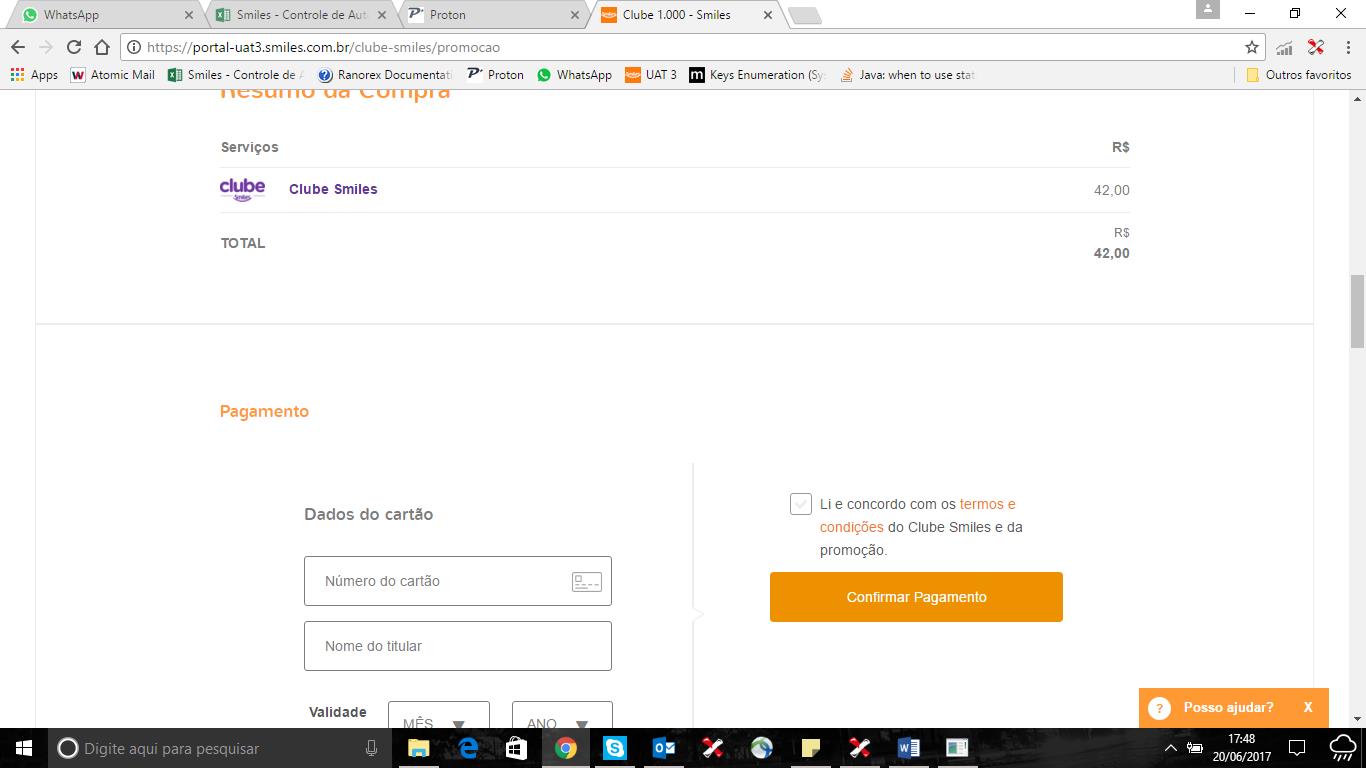 WhatsApp
Smiles - Controle de Aut
Proton
Clube 1.000 - Smiles
https://portal-uat3.smiles.com.br/clube-smiles/promocao
Apps
Atomic Mail
Smiles - Controle de A
Ranorex Documentati
Proton
WhatsApp
UAT 3
Keys Enumeration (Sy
Java: when to use stat
Outros favoritos
Resumo da Compra
Serviços R$
clube Smiles Clube Smiles 42,00
R$
TOTAL
42,00
Pagamento
Dados do cartão
Número do cartão
Nome do titular
Validade
MÊS
ANO
Li e concordo com os termos e
condições do Clube Smiles e da
promoção.
Confirmar Pagamento
? Posso ajudar? X
Digite aqui para pesquisar
17:48
20/06/2017